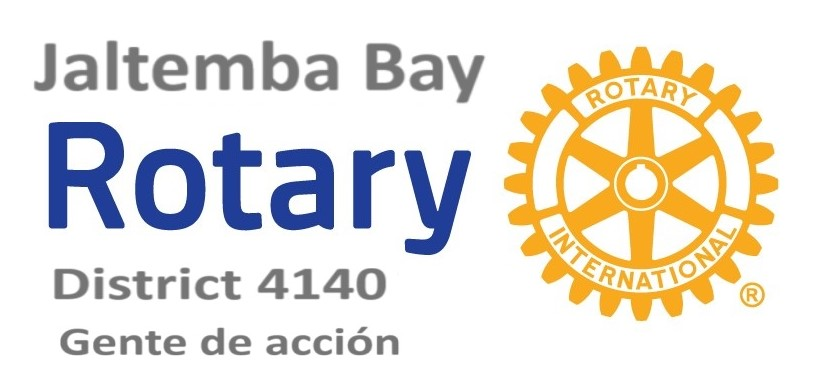 Jaltemba Bay
Rotary
District 4140
Gente de acción
ROTARY
INTERNATIONAL
®